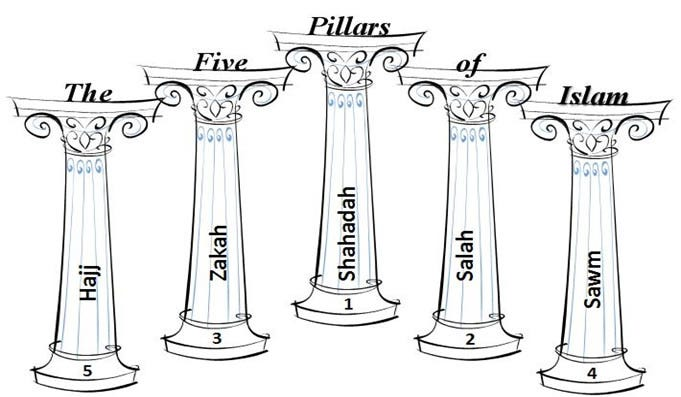 The Five Pillars of Islam
Hajj
5
Zakah
3
Shahadah
1
Salah
2
Sawm
4